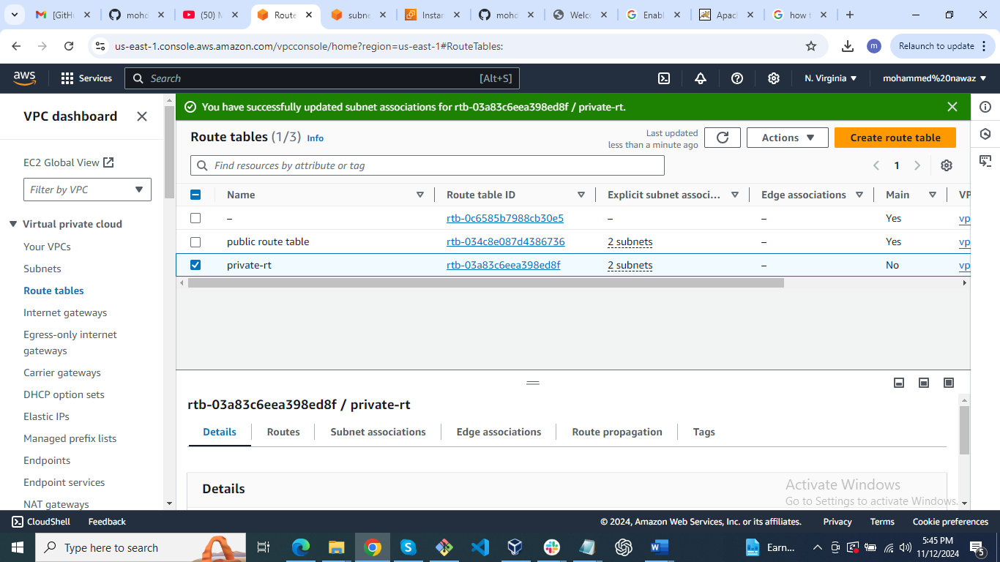 [GitHu
mohd
(50) M
Route
subne
Instan
mohd
Welco
Enabl
Apac
how t
us-east-1.console.aws.amazon.com/vpcconsole/home?region=us-east-1#RouteTables:
m
Relaunch to update
aws
Services
Search
[Alt+S]
N. Virginia
mohammed%20nawaz
VPC dashboard
EC2 Global View
Filter by VPC
Virtual private cloud
Your VPCs
Subnets
Route tables
Internet gateways
Egress-only internet
gateways
Carrier gateways
DHCP option sets
Elastic IPs
Managed prefix lists
Endpoints
Endpoint services
NAT gateways
You have successfully updated subnet associations for rtb-03a83c6eea398ed8f / private-rt.
Route tables (1/3) Info
Last updated
less than a minute ago
Actions
Create route table
Find resources by attribute or tag
1
Name Route table ID Explicit subnet associ... Edge associations Main VP
– rtb-0c6585b7988cb30e5 – – Yes vp
public route table rtb-034c8e087d4386736 2 subnets – Yes vp
private-rt rtb-03a83c6eea398ed8f 2 subnets – No vp
rtb-03a83c6eea398ed8f / private-rt
Details Routes Subnet associations Edge associations Route propagation Tags
Details
Activate Windows
Go to Settings to activate Windows.
CloudShell Feedback
© 2024, Amazon Web Services, Inc. or its affiliates. Privacy Terms Cookie preferences
Type here to search
Earn...
5:45 PM
11/12/2024
5